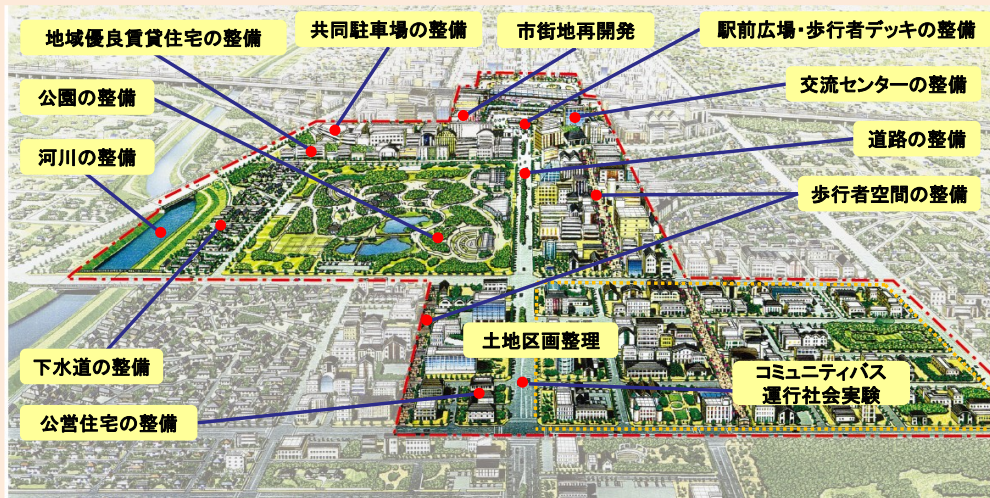 地域優良賃貸住宅の整備
共同駐車場の整備
市街地再開発
駅前広場・歩行者デッキの整備
公園の整備
交流センターの整備
河川の整備
道路の整備
歩行者空間の整備
土地区画整理
下水道の整備
コミュニティバス
運行社会実験
公営住宅の整備